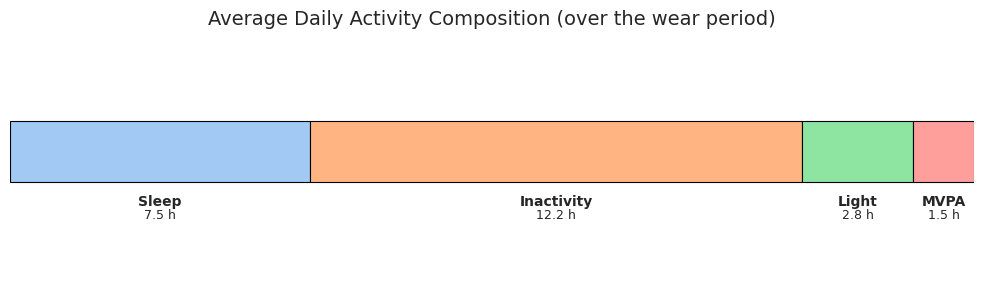 Average Daily Activity Composition (over the wear period)
Sleep
7.5 h
Inactivity
12.2 h
Light
2.8 h
MVPA
1.5 h